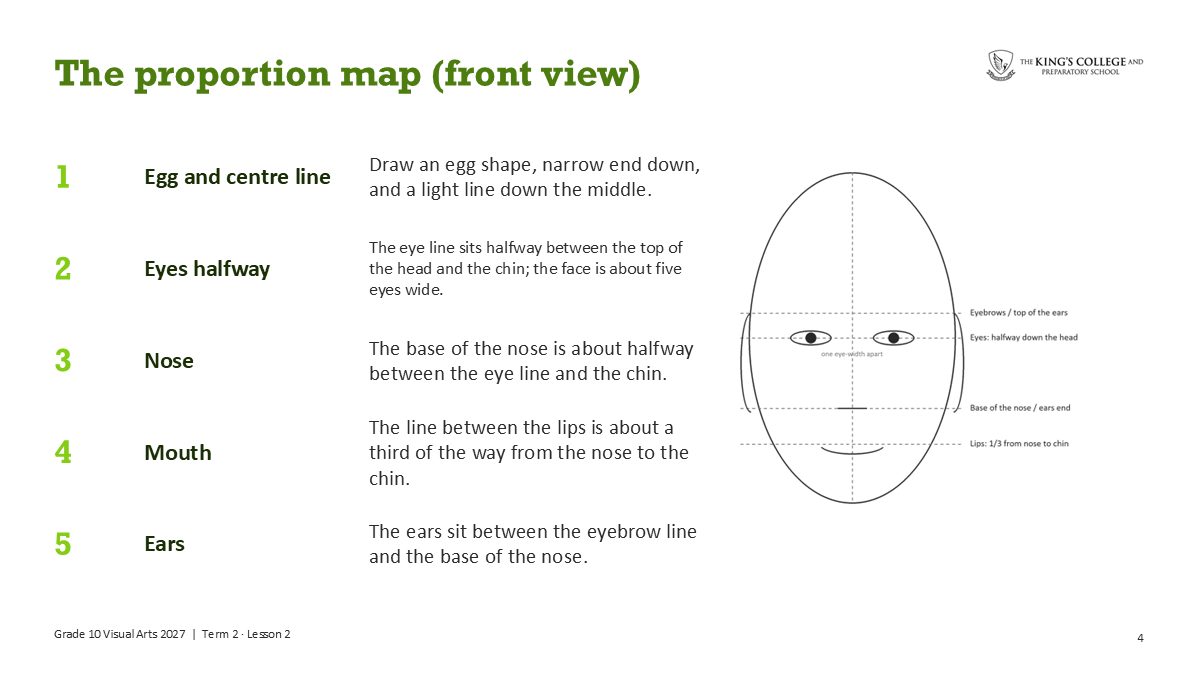 The proportion map (front view)
THE KING'S COLLEGE AND
PREPARATORY SCHOOL
1
Egg and centre line
Draw an egg shape, narrow end down,
and a light line down the middle.
2
Eyes halfway
The eye line sits halfway between the top of
the head and the chin; the face is about five
eyes wide.
3
Nose
The base of the nose is about halfway
between the eye line and the chin.
4
Mouth
The line between the lips is about a
third of the way from the nose to the
chin.
5
Ears
The ears sit between the eyebrow line
and the base of the nose.
Eyebrows / top of the ears
Eyes: halfway down the head
one eye-width apart
Base of the nose / ears end
Lips: 1/3 from nose to chin
Grade 10 Visual Arts 2027 | Term 2 · Lesson 2
4